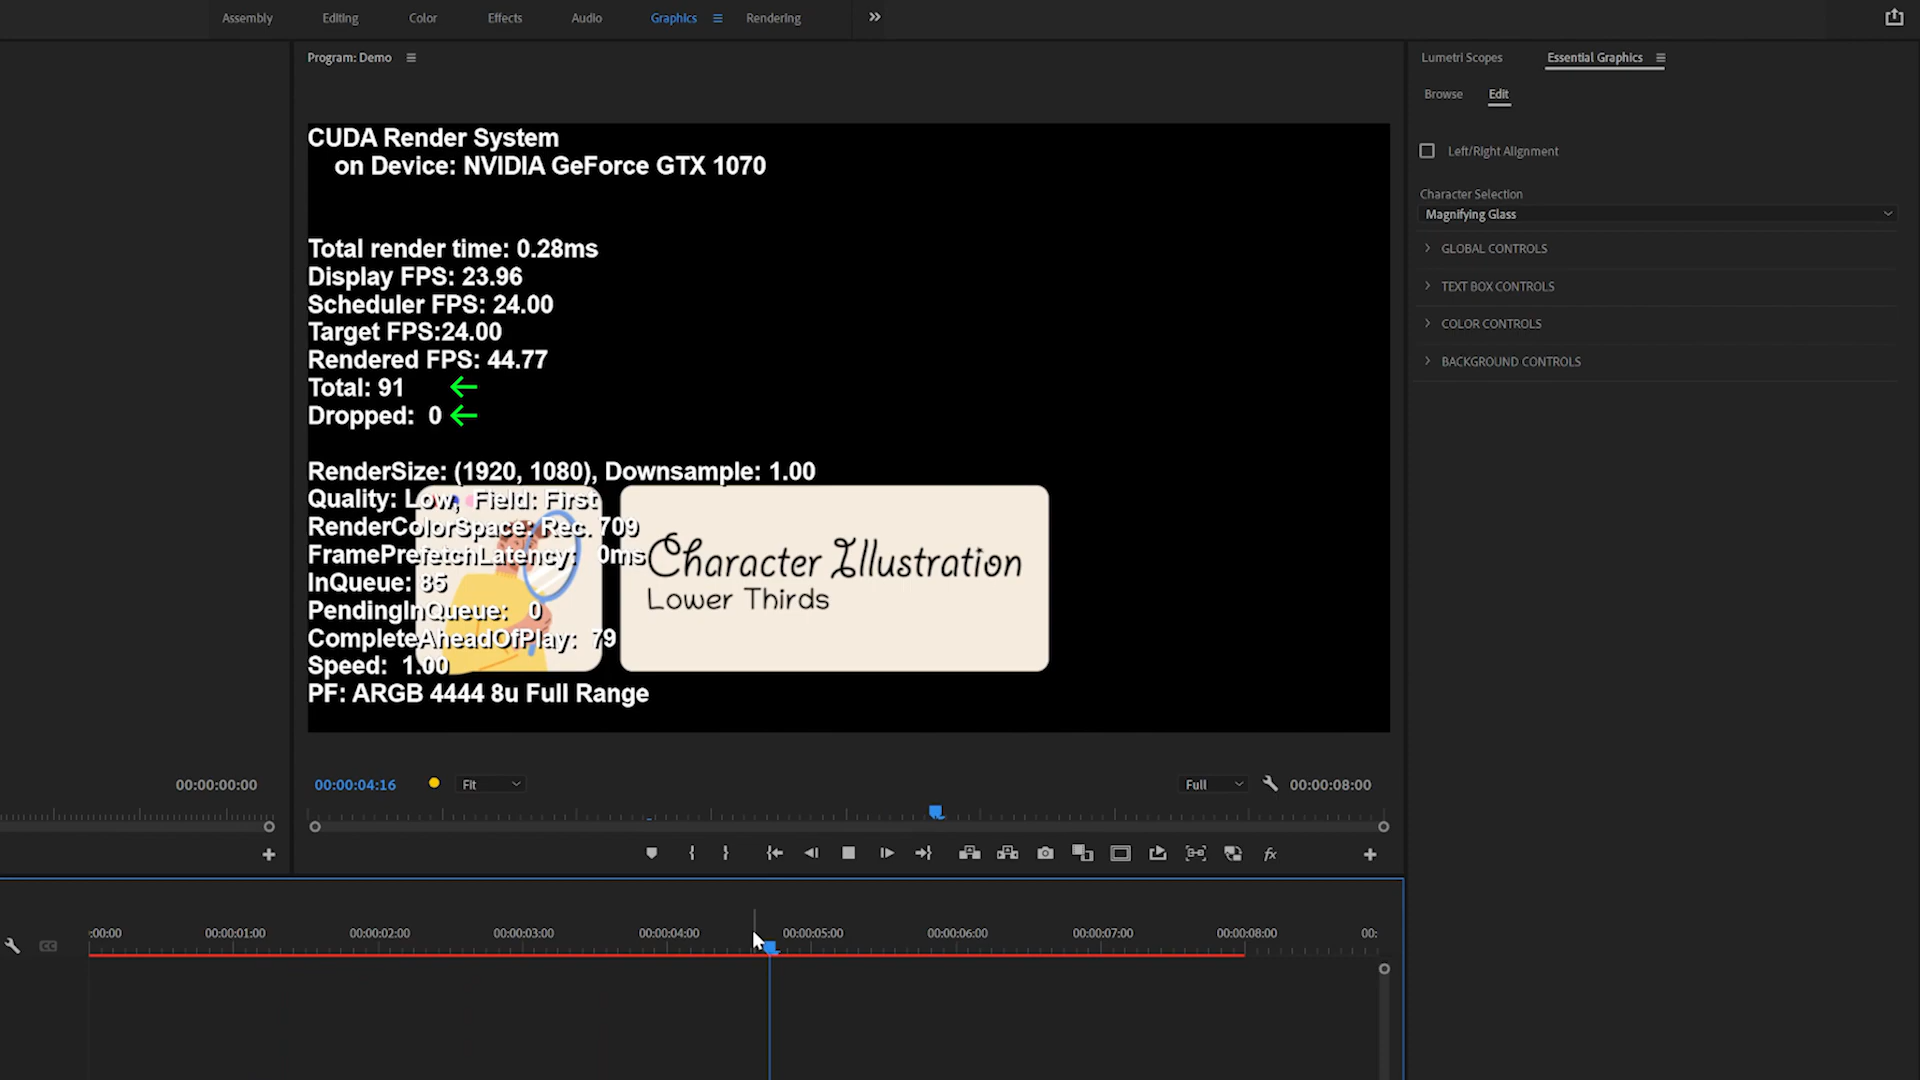 Assembly Editing Color Effects Audio Graphics Rendering
Program: Demo
Lumetri Scopes Essential Graphics
Browse Edit
CUDA Render System
on Device: NVIDIA GeForce GTX 1070
Total render time: 0.28ms
Display FPS: 23.96
Scheduler FPS: 24.00
Target FPS:24.00
Rendered FPS: 44.77
Total: 91
Dropped: 0
RenderSize: (1920, 1080), Downsample: 1.00
Quality: Low, Field: First
RenderColorSpace: Rec. 709
FramePrefetchLatency: 0ms
InQueue: 85
PendingInQueue: 0
CompleteAheadOfPlay: 79
Speed: 1.00
PF: ARGB 4444 8u Full Range
Character Illustration
Lower Thirds
Left/Right Alignment
Character Selection
Magnifying Glass
GLOBAL CONTROLS
TEXT BOX CONTROLS
COLOR CONTROLS
BACKGROUND CONTROLS
00:00:00:00
00:00:04:16 Fit Full 00:00:08:00
fx
CC
:00:00 00:00:01:00 00:00:02:00 00:00:03:00 00:00:04:00 00:00:05:00 00:00:06:00 00:00:07:00 00:00:08:00 00: